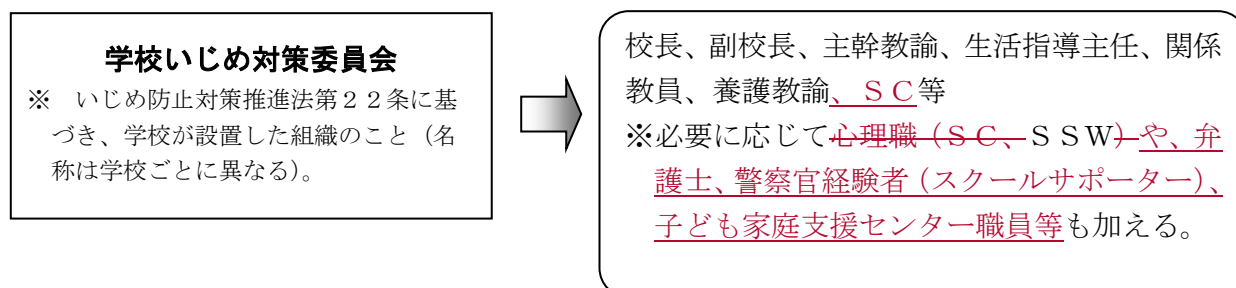 学校いじめ対策委員会
※　いじめ防止対策推進法第２２条に基
づき、学校が設置した組織のこと（名
称は学校ごとに異なる）。
校長、副校長、主幹教諭、生活指導主任、関係
教員、養護教諭、ＳＣ等
※必要に応じて心理職（ＳＣ、ＳＳＷ）や、弁
護士、警察官経験者（スクールサポーター）、
子ども家庭支援センター職員等も加える。